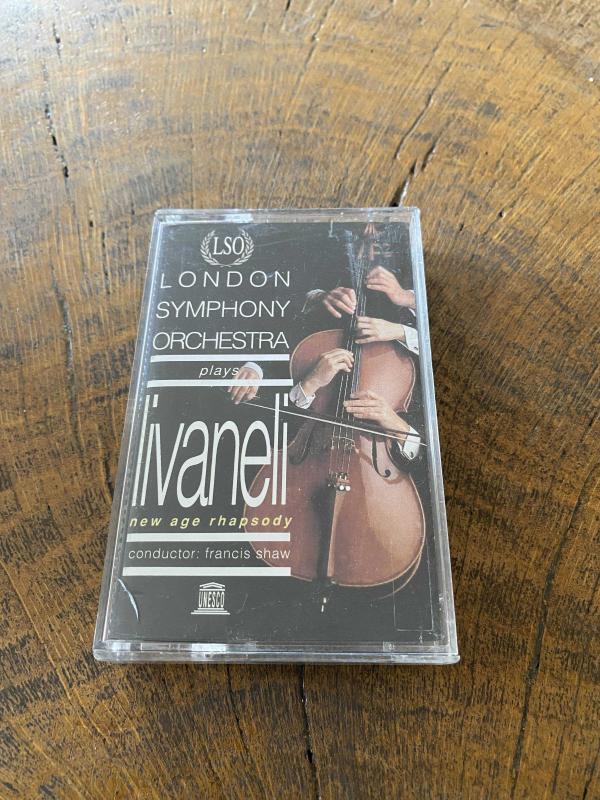 LSO
LONDON
SYMPHONY
ORCHESTRA
plays
livaneli
new age rhapsody
conductor: francis shaw
UNESCO